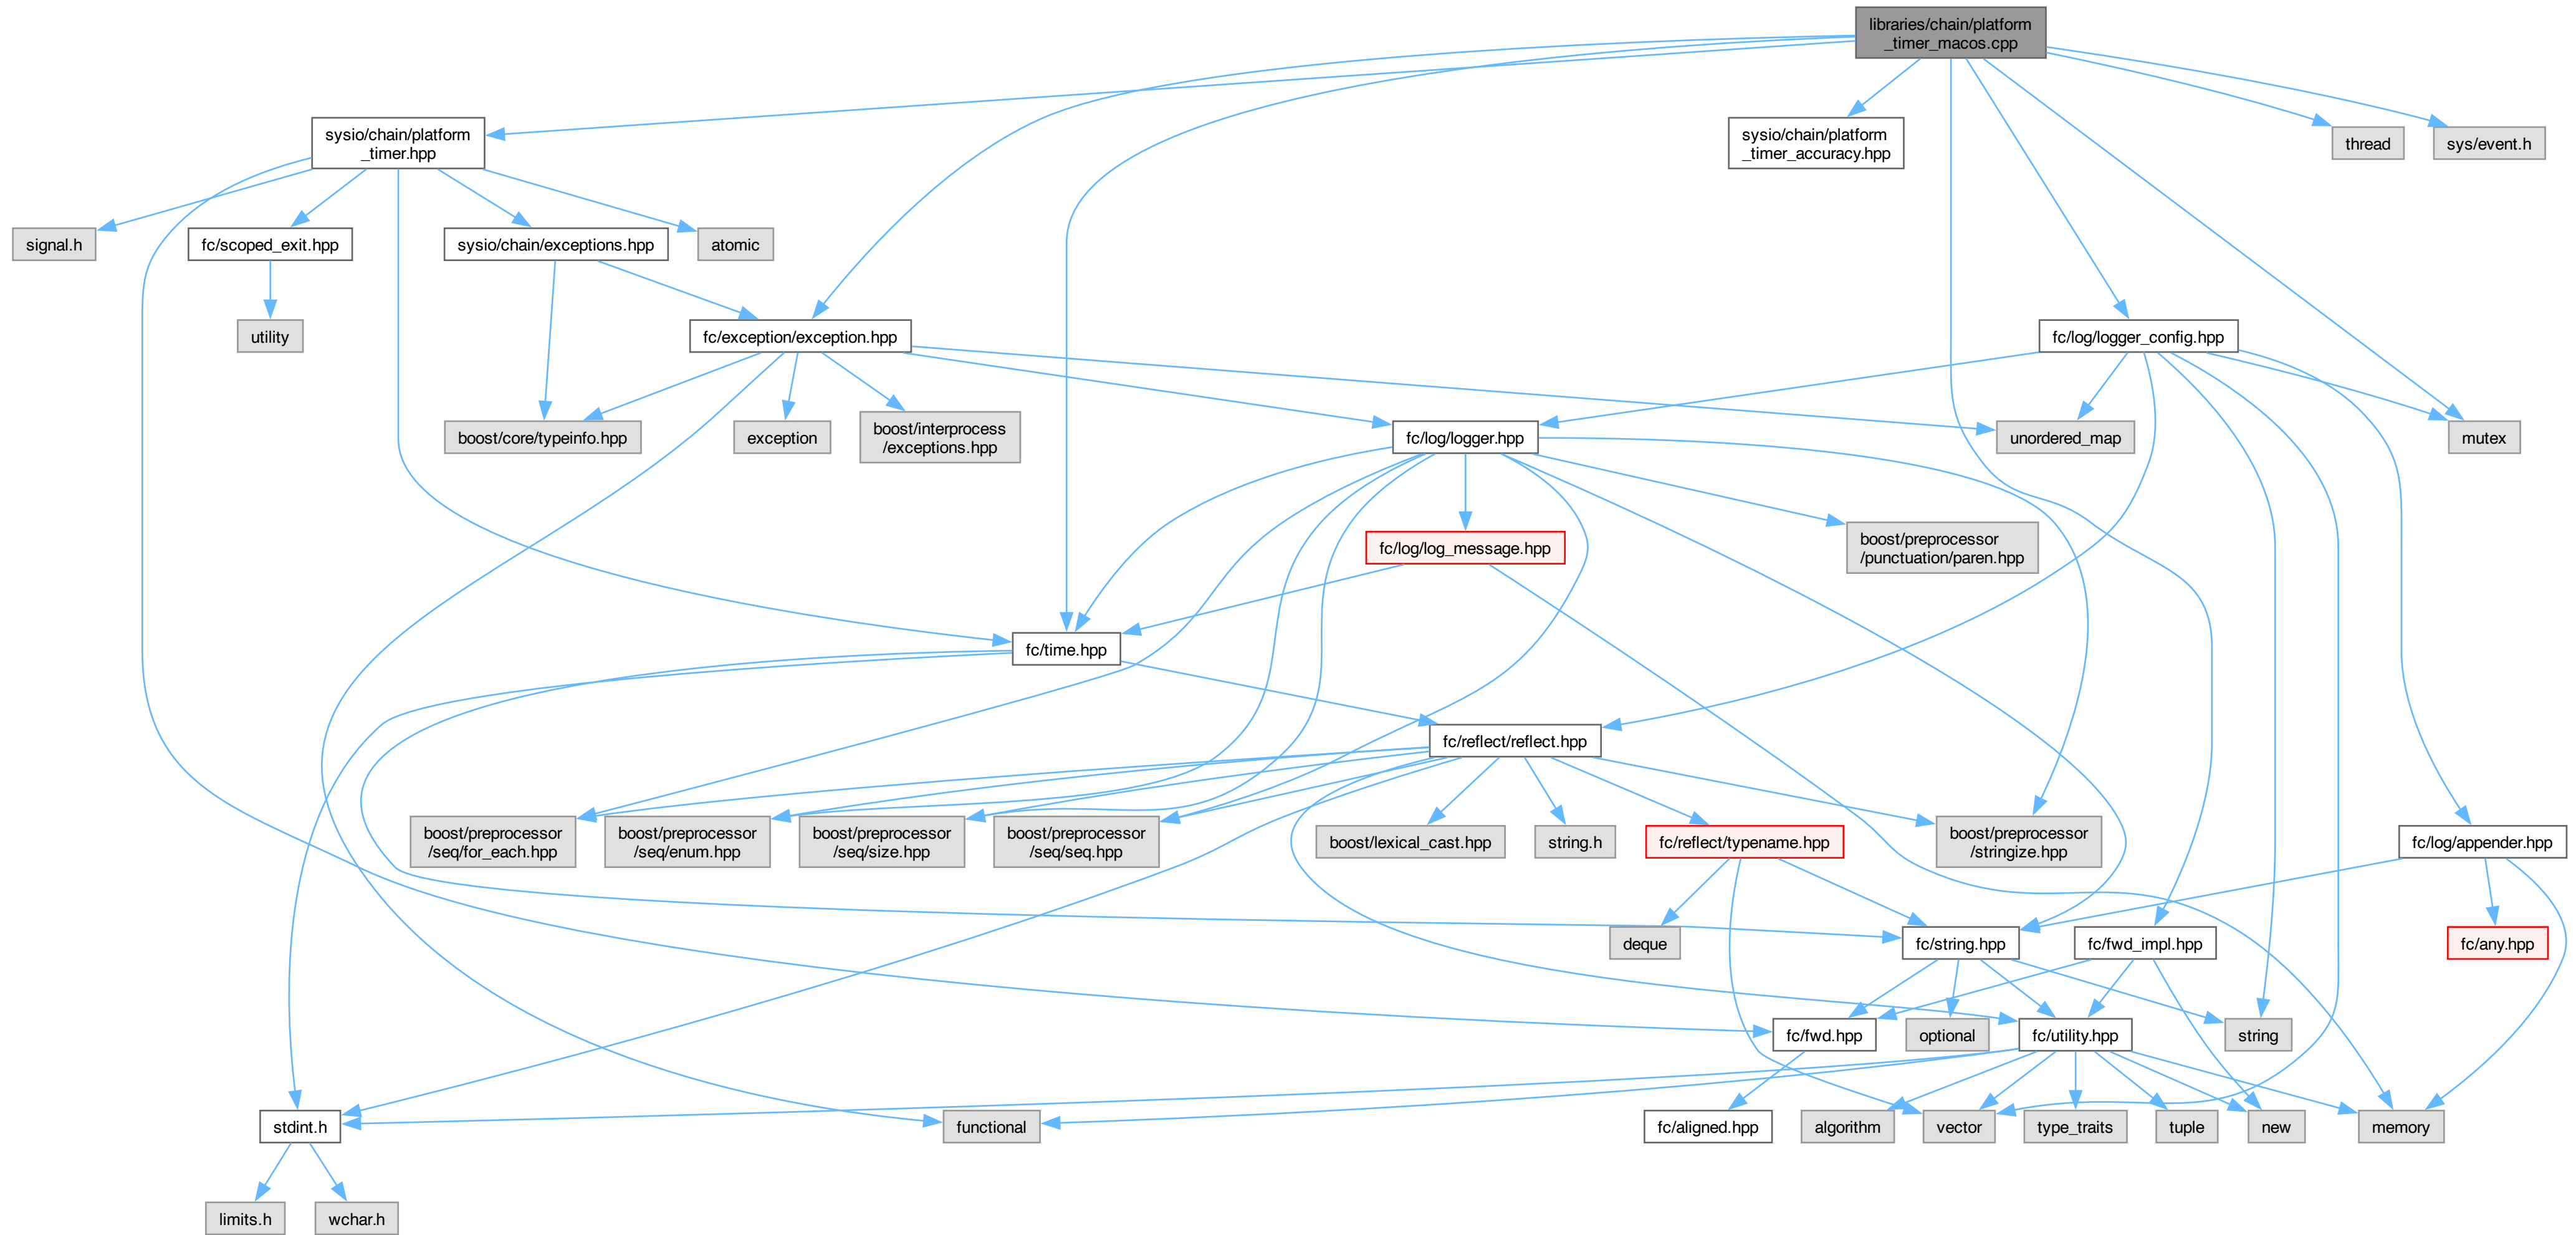 libraries/chain/platform
_timer_macos.cpp
sysio/chain/platform
_timer.hpp
sysio/chain/platform
_timer_accuracy.hpp
thread
sys/event.h
signal.h
fc/scoped_exit.hpp
sysio/chain/exceptions.hpp
atomic
utility
fc/exception/exception.hpp
fc/log/logger_config.hpp
boost/core/typeinfo.hpp
exception
boost/interprocess
/exceptions.hpp
fc/log/logger.hpp
unordered_map
mutex
fc/log/log_message.hpp
boost/preprocessor
/punctuation/paren.hpp
fc/time.hpp
fc/reflect/reflect.hpp
boost/preprocessor
/seq/for_each.hpp
boost/preprocessor
/seq/enum.hpp
boost/preprocessor
/seq/size.hpp
boost/preprocessor
/seq/seq.hpp
boost/lexical_cast.hpp
string.h
fc/reflect/typename.hpp
boost/preprocessor
/stringize.hpp
fc/log/appender.hpp
deque
fc/string.hpp
fc/fwd_impl.hpp
fc/any.hpp
fc/fwd.hpp
optional
fc/utility.hpp
string
stdint.h
functional
fc/aligned.hpp
algorithm
vector
type_traits
tuple
new
memory
limits.h
wchar.h